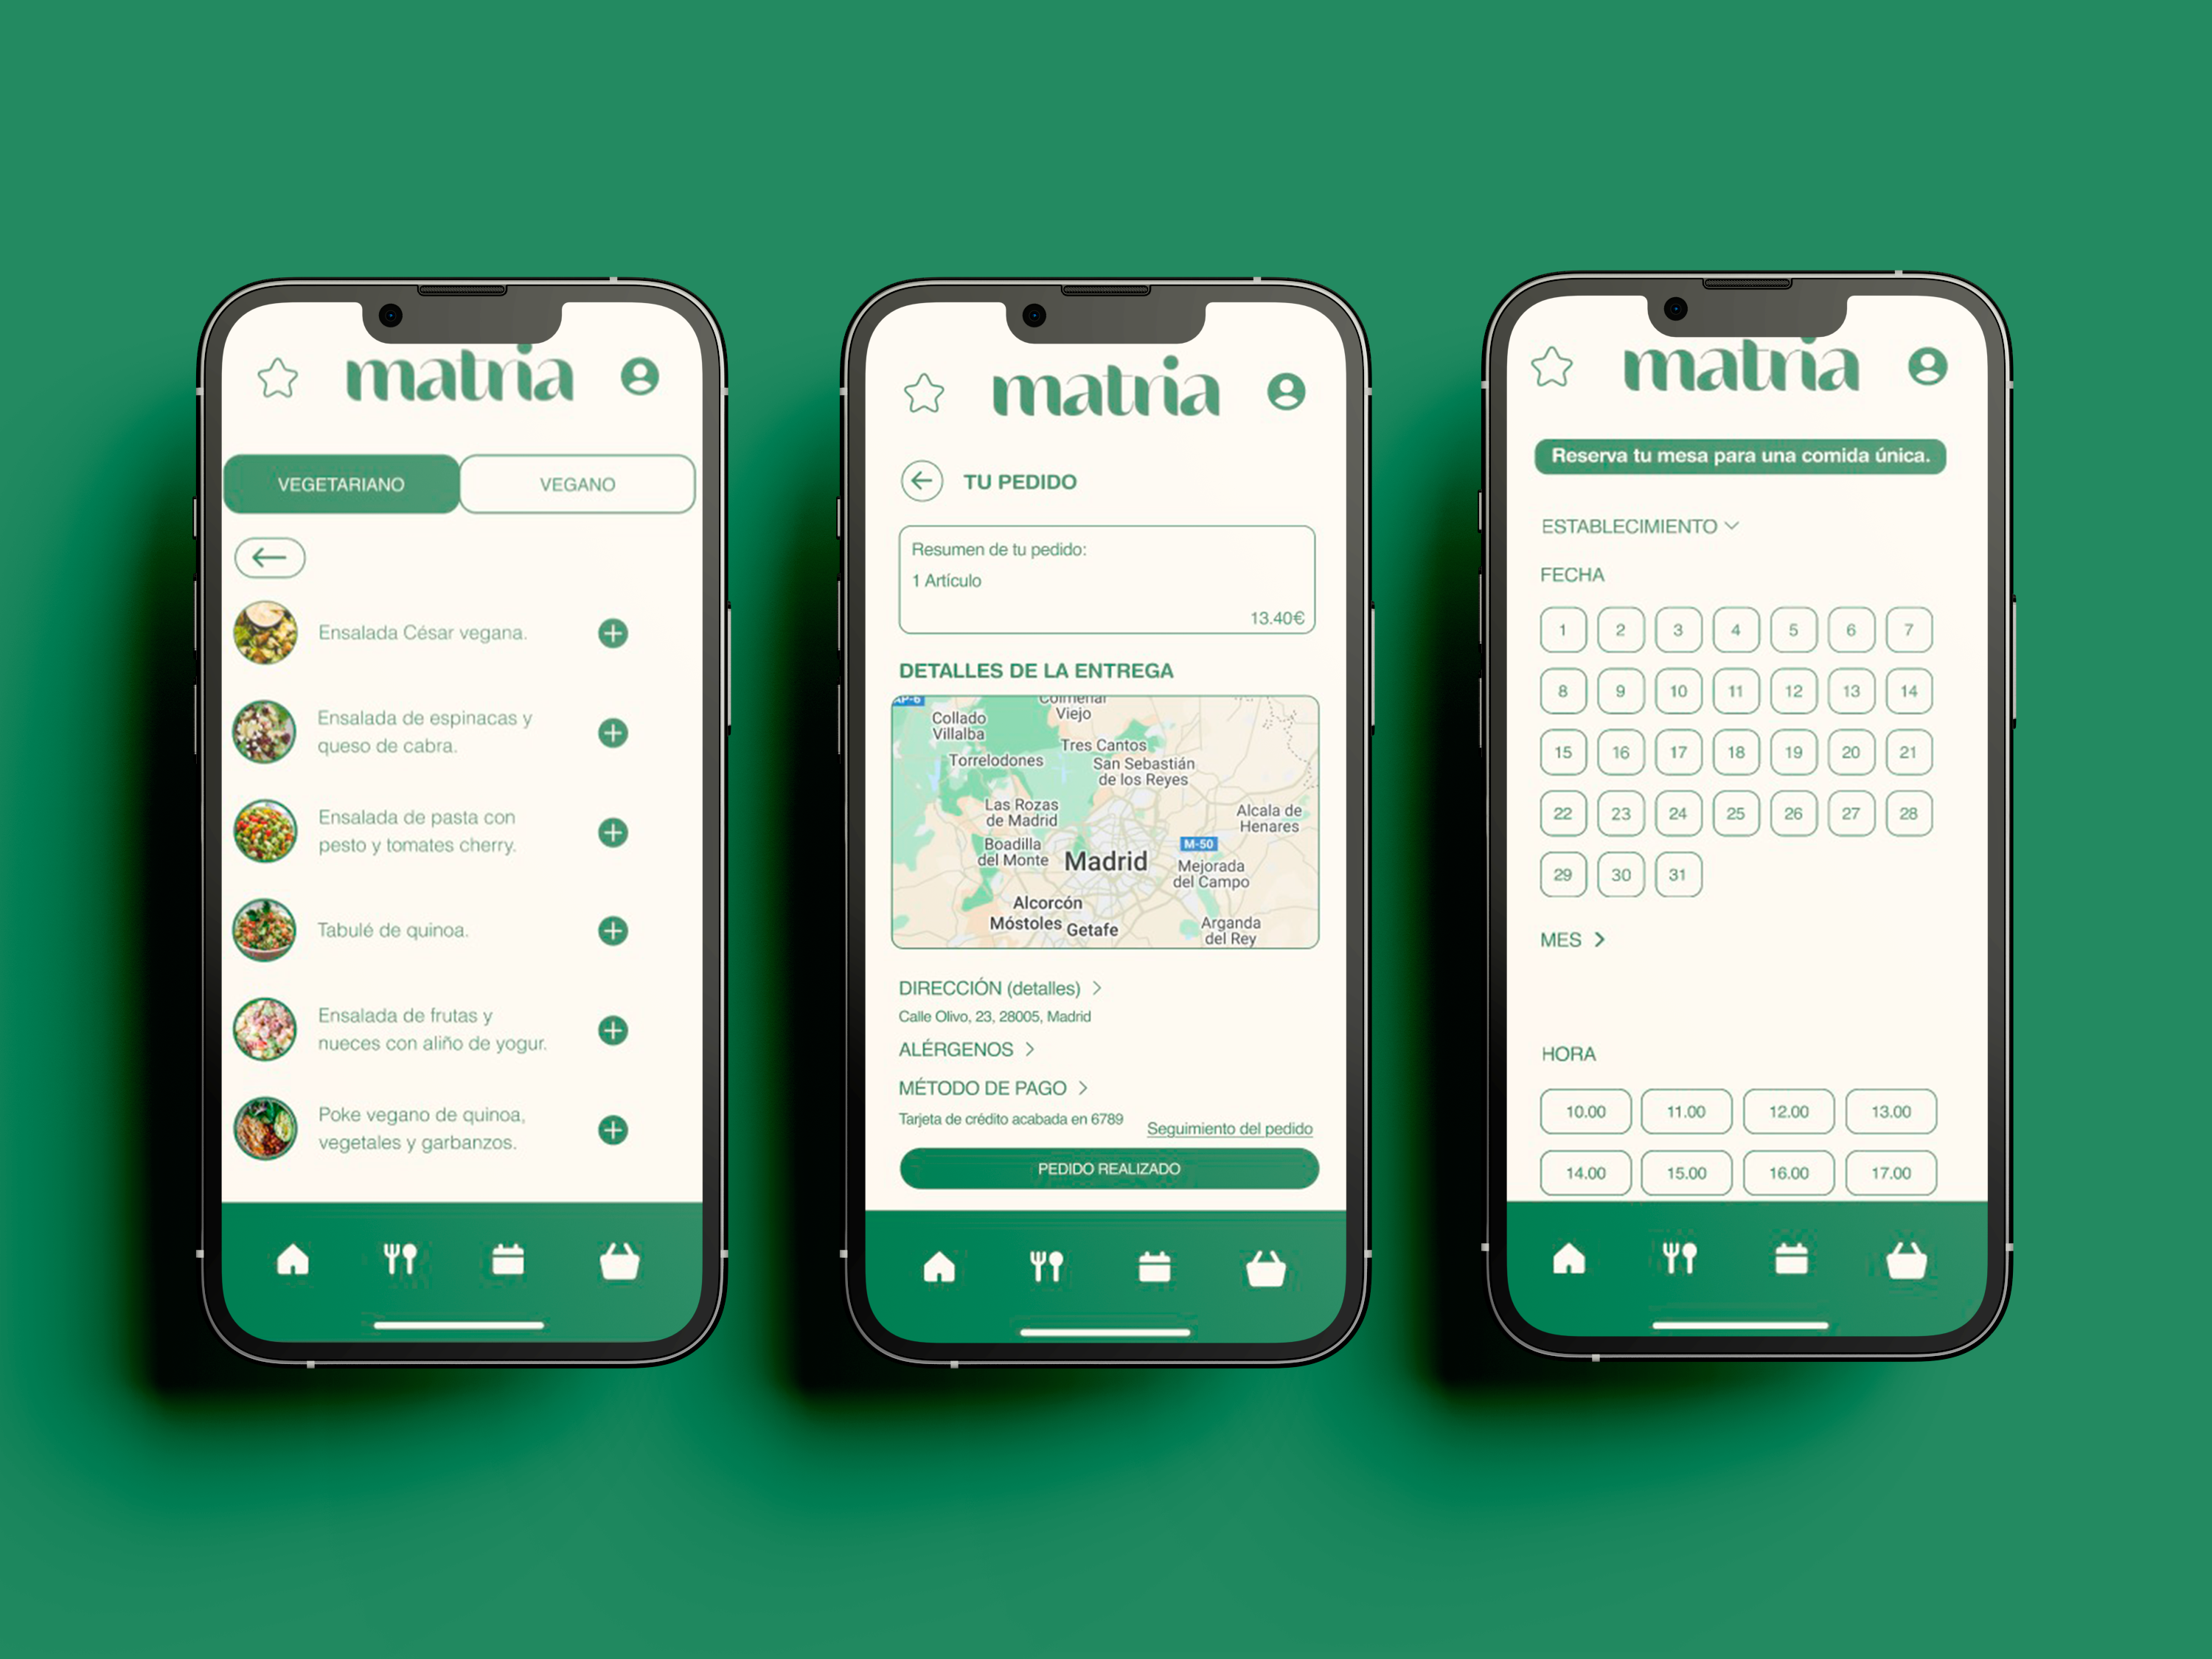 matria
VEGETARIANO
VEGANO
Ensalada César vegana.
Ensalada de espinacas y
queso de cabra.
Ensalada de pasta con
pesto y tomates cherry.
Tabulé de quinoa.
Ensalada de frutas y
nueces con aliño de yogur.
Poke vegano de quinoa,
vegetales y garbanzos.
matria
TU PEDIDO
Resumen de tu pedido:
1 Artículo
13.40€
DETALLES DE LA ENTREGA
AP-6
Colmenar
Viejo
Collado
Villalba
Tres Cantos
Torrelodones
San Sebastián
de los Reyes
Las Rozas
de Madrid
Alcala de
Henares
Boadilla
del Monte
M-50
Madrid
Mejorada
del Campo
Alcorcón
Móstoles
Getafe
Arganda
del Rey
DIRECCIÓN (detalles) >
Calle Olivo, 23, 28005, Madrid
ALÉRGENOS >
MÉTODO DE PAGO >
Tarjeta de crédito acabada en 6789
Seguimiento del pedido
PEDIDO REALIZADO
matria
Reserva tu mesa para una comida única.
ESTABLECIMIENTO
FECHA
1 2 3 4 5 6 7
8 9 10 11 12 13 14
15 16 17 18 19 20 21
22 23 24 25 26 27 28
29 30 31
MES >
HORA
10.00 11.00 12.00 13.00
14.00 15.00 16.00 17.00